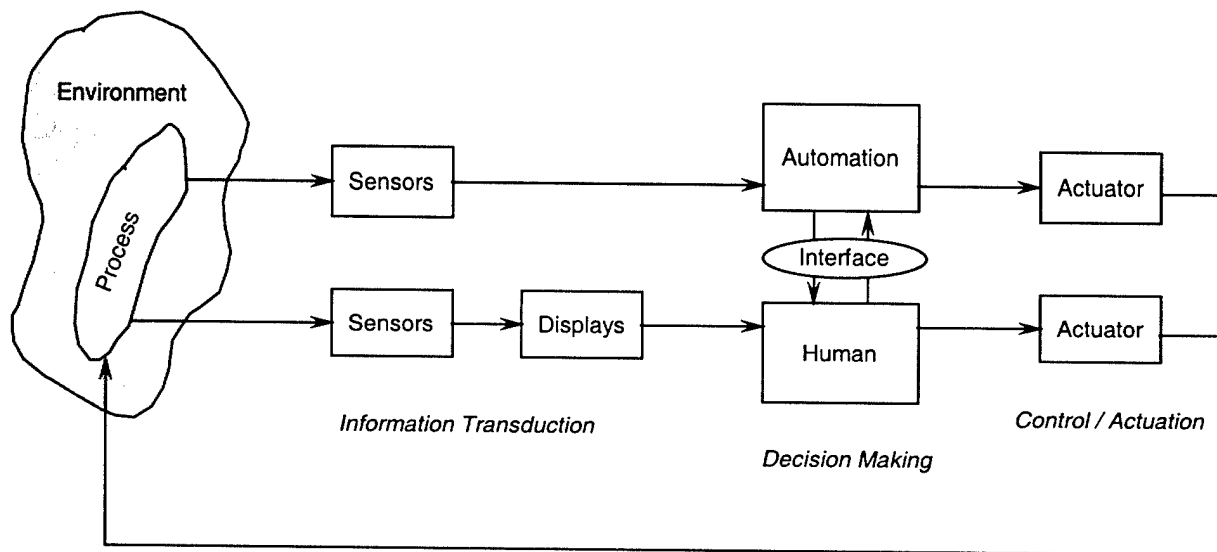 Environment
Process
Sensors
Automation
Actuator
Interface
Sensors
Displays
Human
Actuator
Information Transduction
Decision Making
Control / Actuation